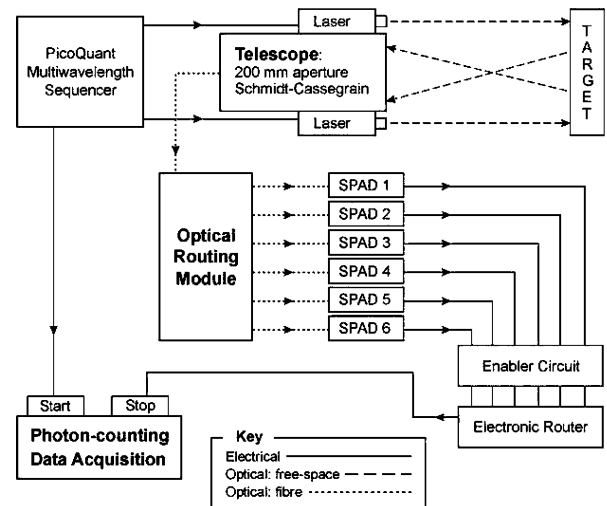 PicoQuant
Multiwavelength
Sequencer
Laser
Telescope:
200 mm aperture
Schmidt-Cassegrain
Laser
TARGET
Optical
Routing
Module
SPAD 1
SPAD 2
SPAD 3
SPAD 4
SPAD 5
SPAD 6
Enabler Circuit
Electronic Router
Start
Stop
Photon-counting
Data Acquisition
Key
Electrical
Optical: free-space
Optical: fibre